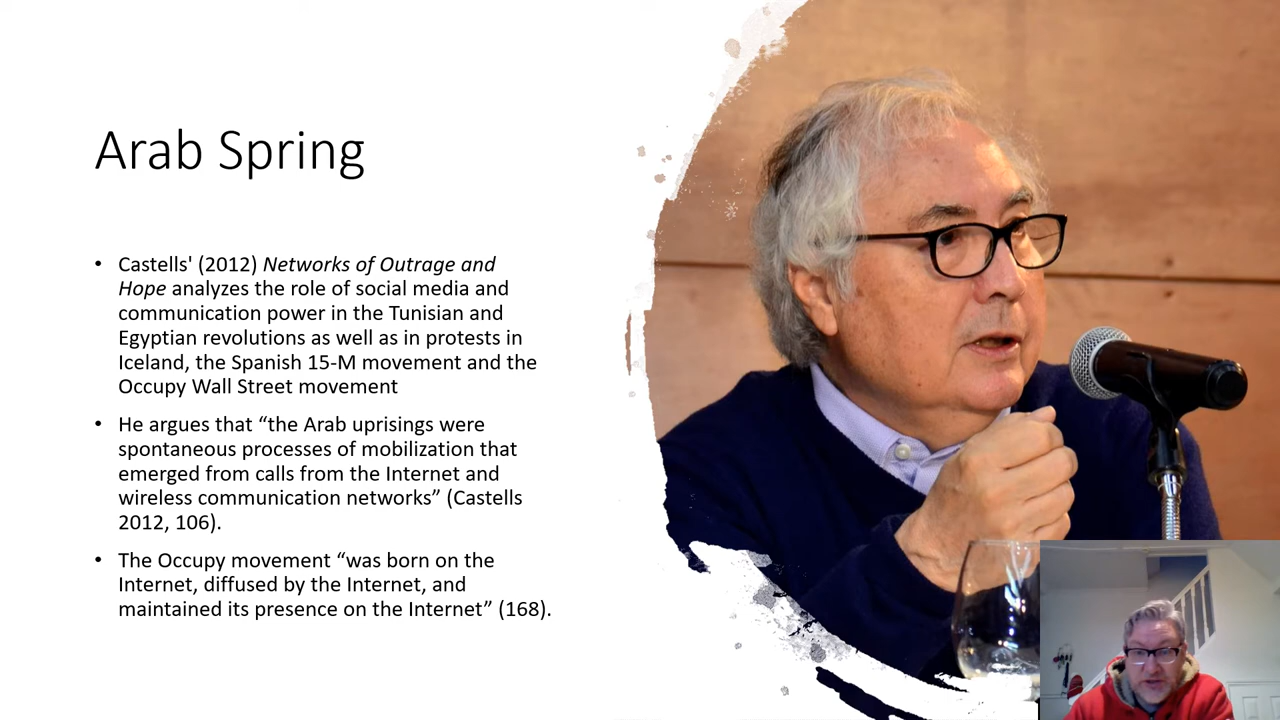 Arab Spring
• Castells' (2012) Networks of Outrage and
Hope analyzes the role of social media and
communication power in the Tunisian and
Egyptian revolutions as well as in protests in
Iceland, the Spanish 15-M movement and the
Occupy Wall Street movement
• He argues that “the Arab uprisings were
spontaneous processes of mobilization that
emerged from calls from the Internet and
wireless communication networks” (Castells
2012, 106).
• The Occupy movement “was born on the
Internet, diffused by the Internet, and
maintained its presence on the Internet” (168).